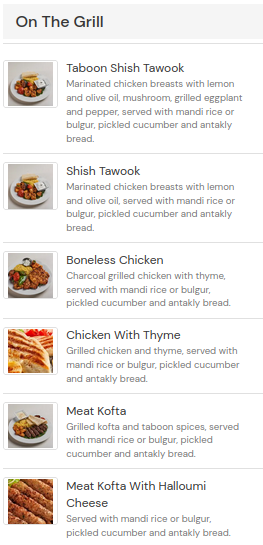 On The Grill
Taboon Shish Tawook
Marinated chicken breasts with lemon
and olive oil, mushroom, grilled eggplant
and pepper, served with mandi rice or
bulgur, pickled cucumber and antakly
bread.
Shish Tawook
Marinated chicken breasts with lemon
and olive oil, served with mandi rice or
bulgur, pickled cucumber and antakly
bread.
Boneless Chicken
Charcoal grilled chicken with thyme,
served with mandi rice or bulgur,
pickled cucumber and antakly bread.
Chicken With Thyme
Grilled chicken and thyme, served with
mandi rice or bulgur, pickled cucumber
and antakly bread.
Meat Kofta
Grilled kofta and taboon spices, served
with mandi rice or bulgur, pickled
cucumber and antakly bread.
Meat Kofta With Halloumi
Cheese
Served with mandi rice or bulgur,
pickled cucumber and antakly bread.